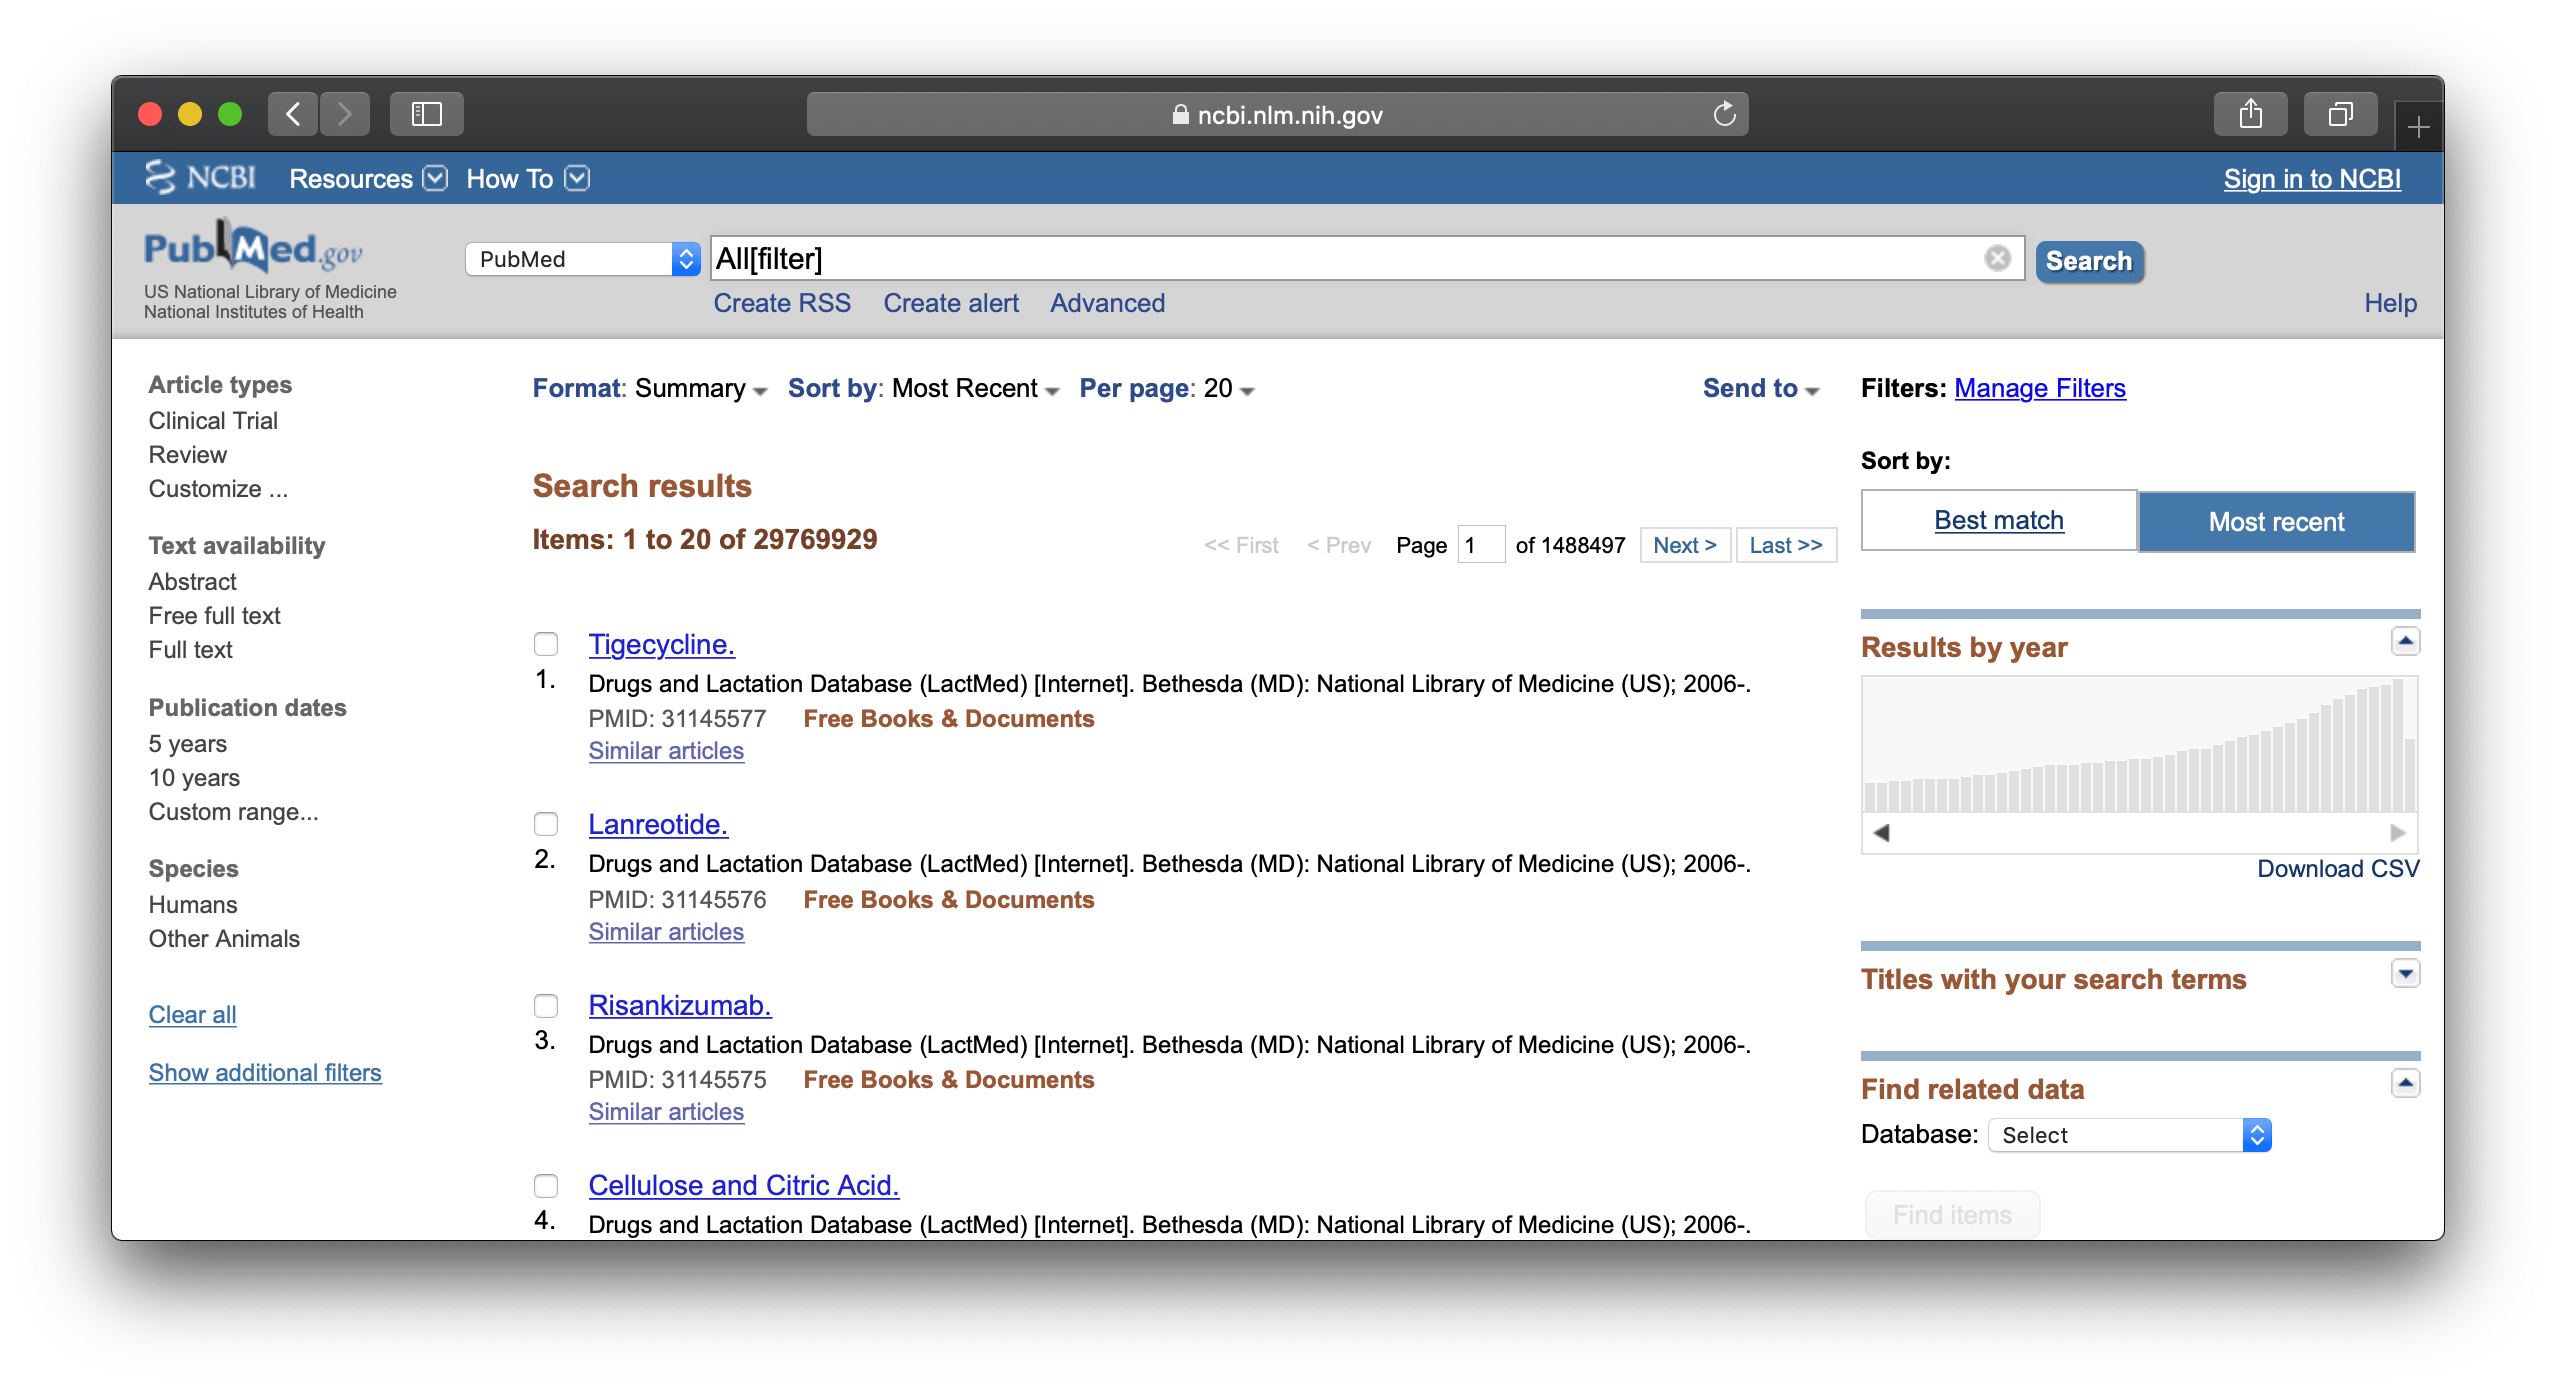 ncbi.nlm.nih.gov
NCBI Resources How To Sign in to NCBI
PubMed.gov
US National Library of Medicine
National Institutes of Health
PubMed
All[filter]
Search
Create RSS Create alert Advanced
Help
Article types
Clinical Trial
Review
Customize ...
Text availability
Abstract
Free full text
Full text
Publication dates
5 years
10 years
Custom range...
Species
Humans
Other Animals
Clear all
Show additional filters
Format: Summary Sort by: Most Recent Per page: 20 Send to
Search results
Items: 1 to 20 of 29769929
<< First < Prev Page 1 of 1488497 Next > Last >>
Tigecycline.
1. Drugs and Lactation Database (LactMed) [Internet]. Bethesda (MD): National Library of Medicine (US); 2006-.
PMID: 31145577 Free Books & Documents
Similar articles
Lanreotide.
2. Drugs and Lactation Database (LactMed) [Internet]. Bethesda (MD): National Library of Medicine (US); 2006-.
PMID: 31145576 Free Books & Documents
Similar articles
Risankizumab.
3. Drugs and Lactation Database (LactMed) [Internet]. Bethesda (MD): National Library of Medicine (US); 2006-.
PMID: 31145575 Free Books & Documents
Similar articles
Cellulose and Citric Acid.
4. Drugs and Lactation Database (LactMed) [Internet]. Bethesda (MD): National Library of Medicine (US); 2006-.
Filters: Manage Filters
Sort by:
Best match Most recent
Results by year
Download CSV
Titles with your search terms
Find related data
Database: Select
Find items